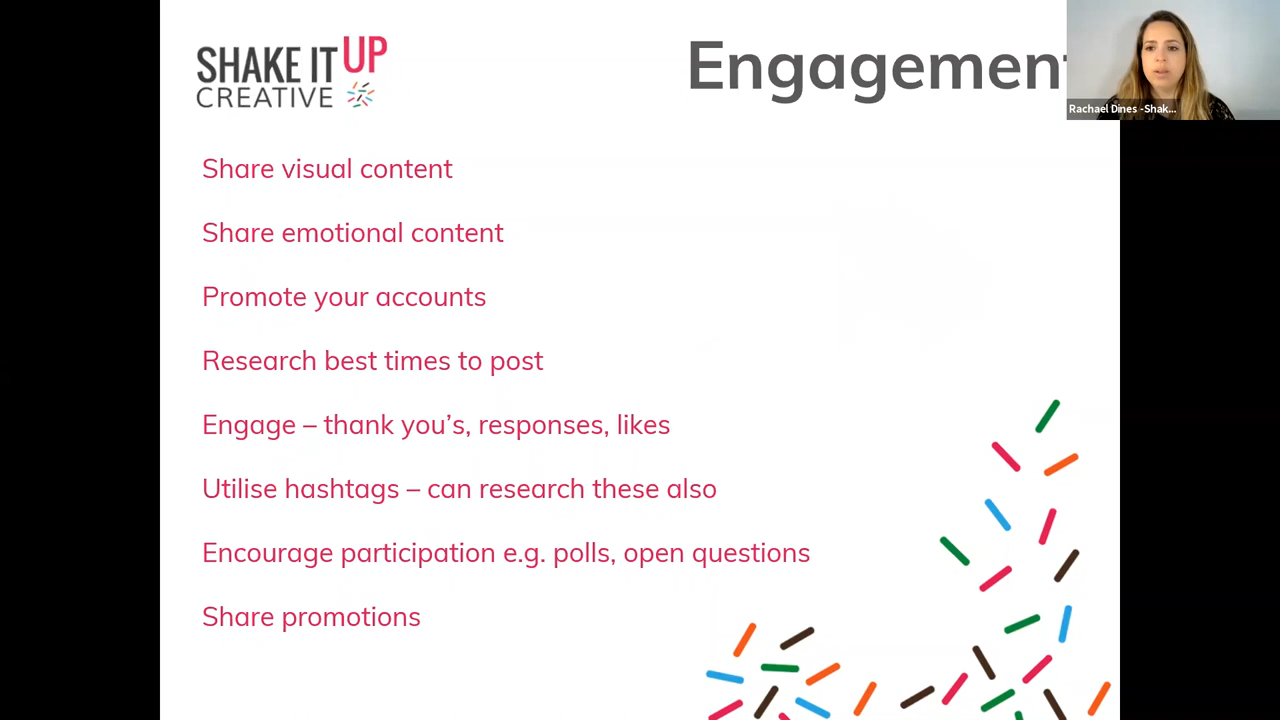 SHAKE IT UP
CREATIVE
Engagement
Rachael Dines -Shak...
Share visual content
Share emotional content
Promote your accounts
Research best times to post
Engage – thank you’s, responses, likes
Utilise hashtags – can research these also
Encourage participation e.g. polls, open questions
Share promotions